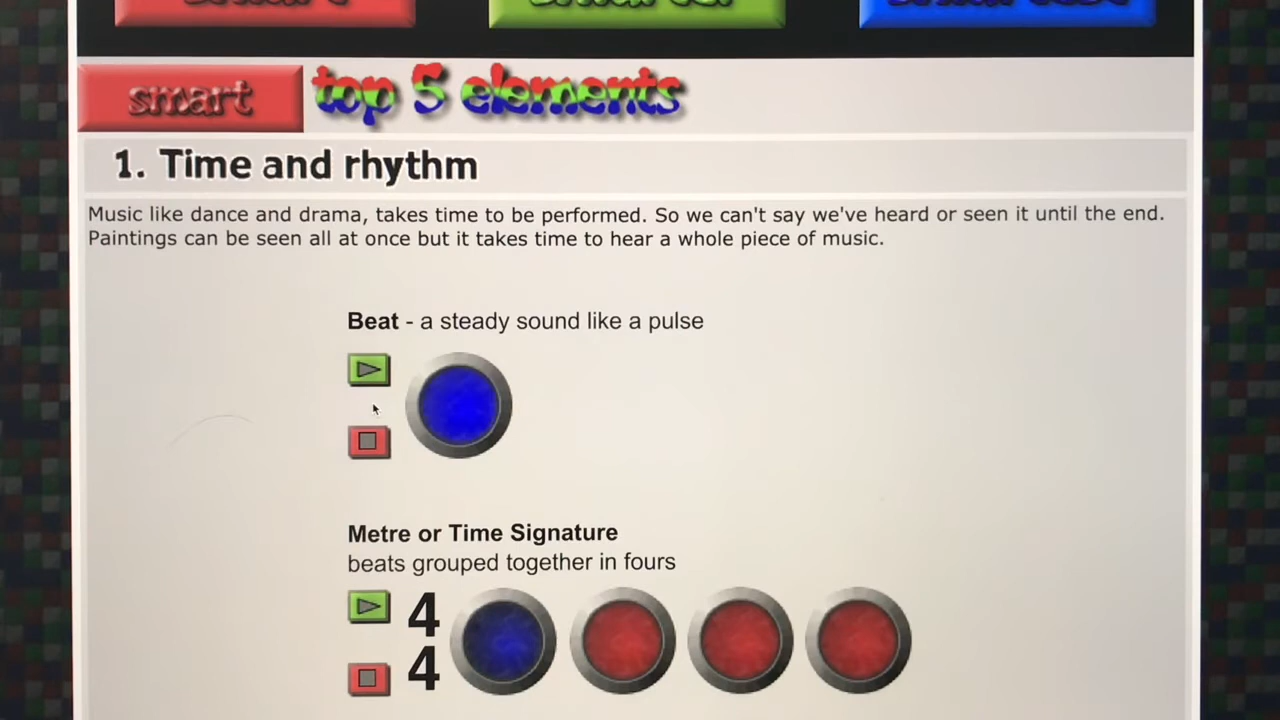 smart top 5 elements
1. Time and rhythm
Music like dance and drama, takes time to be performed. So we can't say we've heard or seen it until the end.
Paintings can be seen all at once but it takes time to hear a whole piece of music.
Beat - a steady sound like a pulse
Metre or Time Signature
beats grouped together in fours
4
4